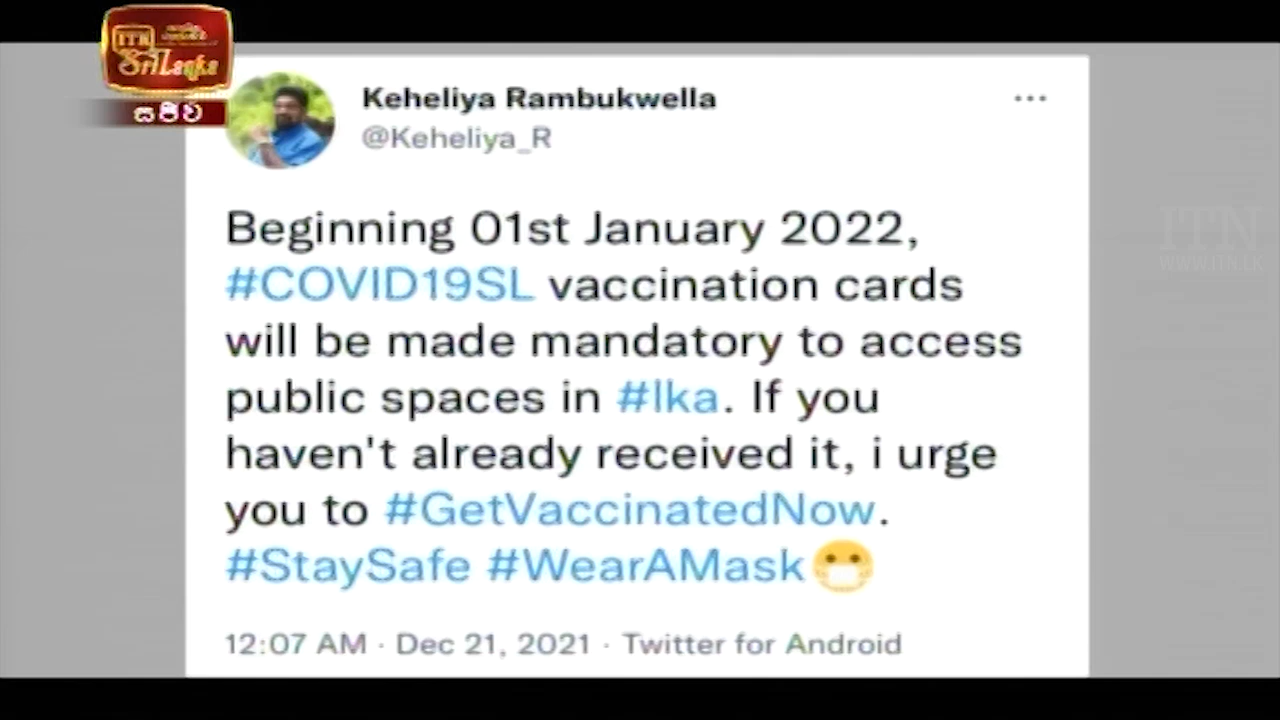 ITN
Sri Lanka
සජීව
Keheliya Rambukwella
@Keheliya_R
Beginning 01st January 2022,
#COVID19SL vaccination cards
will be made mandatory to access
public spaces in #lka. If you
haven't already received it, i urge
you to #GetVaccinatedNow.
#StaySafe #WearAMask😷
12:07 AM · Dec 21, 2021 · Twitter for Android
ITN
WWW.ITN.LK